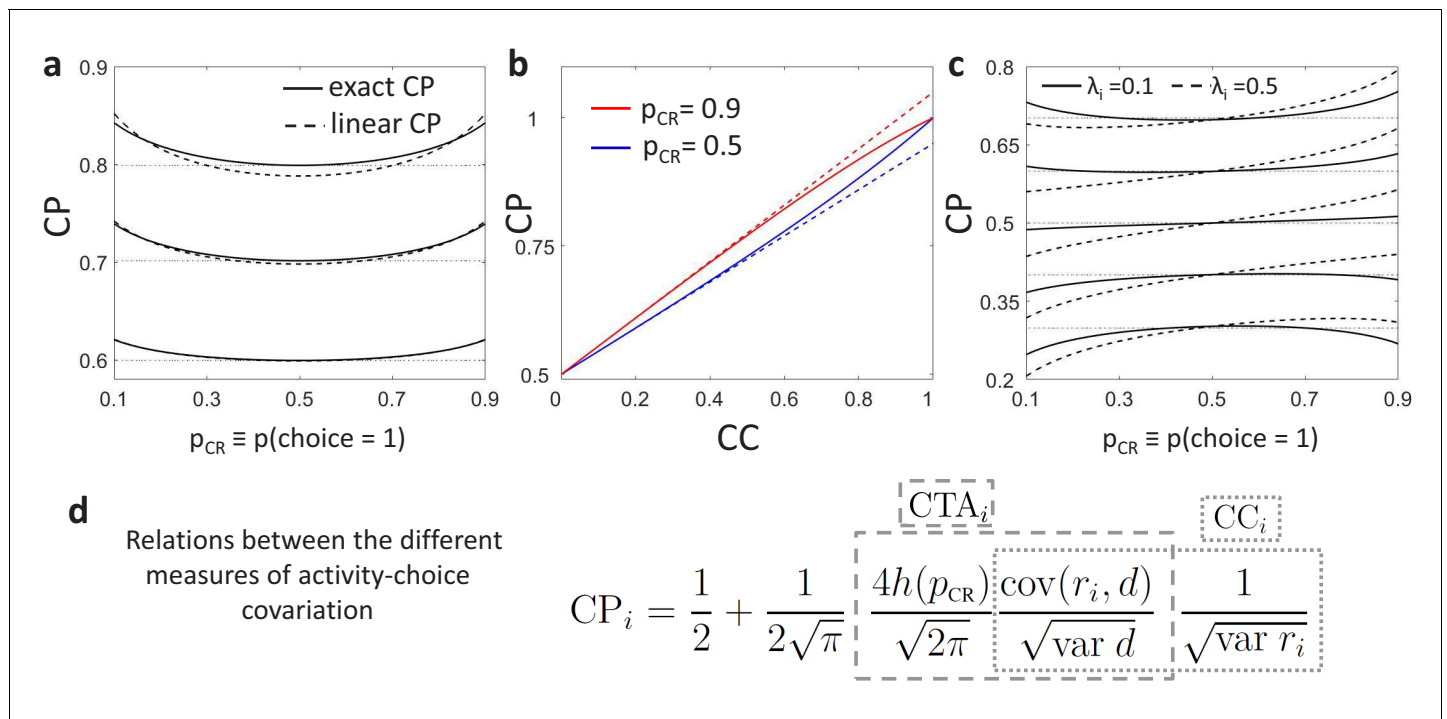 a
exact CP
linear CP
0.9
0.8
0.7
0.6
CP
0.1 0.3 0.5 0.7 0.9
p_CR ≡ p(choice = 1)
b
p_CR= 0.9
p_CR= 0.5
1
0.75
0.5
CP
0 0.2 0.4 0.6 0.8 1
CC
c
λ_i =0.1 λ_i =0.5
0.8
0.65
0.5
0.35
0.2
CP
0.1 0.3 0.5 0.7 0.9
p_CR ≡ p(choice = 1)
d
Relations between the different
measures of activity-choice
covariation
CTA_i
CC_i
CP_i = 1/2 + 1/(2√π) 4h(p_CR)/√(2π) cov(r_i, d)/√(var d) 1/√(var r_i)